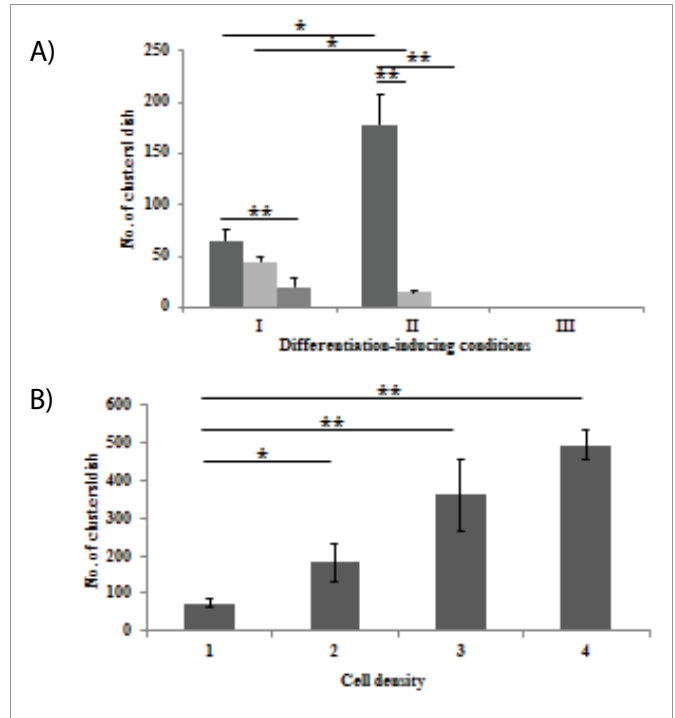 A)
*
*
250
**
**
200
150
No. of clusters/dish
100
**
50
0
I II III
Differentiation-inducing conditions
B)
600
**
500
**
400
*
No. of clusters/dish
300
200
100
0
1 2 3 4
Cell density